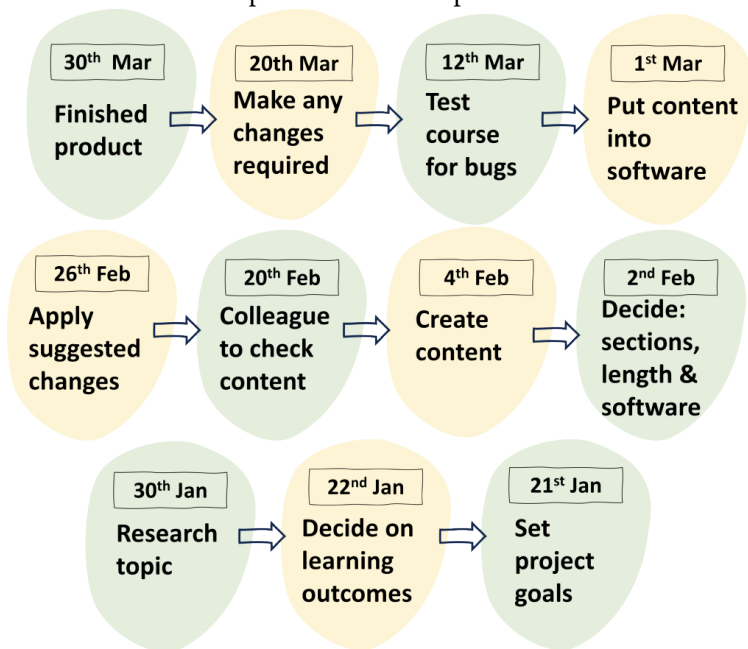 30th Mar
Finished
product
20th Mar
Make any
changes
required
12th Mar
Test
course
for bugs
1st Mar
Put content
into
software
26th Feb
Apply
suggested
changes
20th Feb
Colleague
to check
content
4th Feb
Create
content
2nd Feb
Decide:
sections,
length &
software
30th Jan
Research
topic
22nd Jan
Decide on
learning
outcomes
21st Jan
Set
project
goals